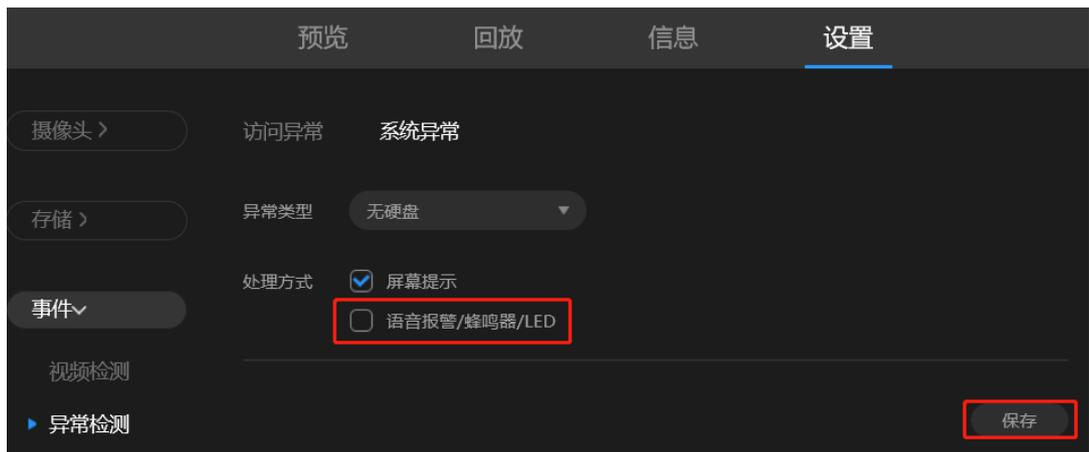 预览 回放 信息 设置
摄像头 访问异常 系统异常
存储 异常类型 无硬盘
事件 处理方式 屏幕提示
语音报警/蜂鸣器/LED
视频检测
异常检测 保存